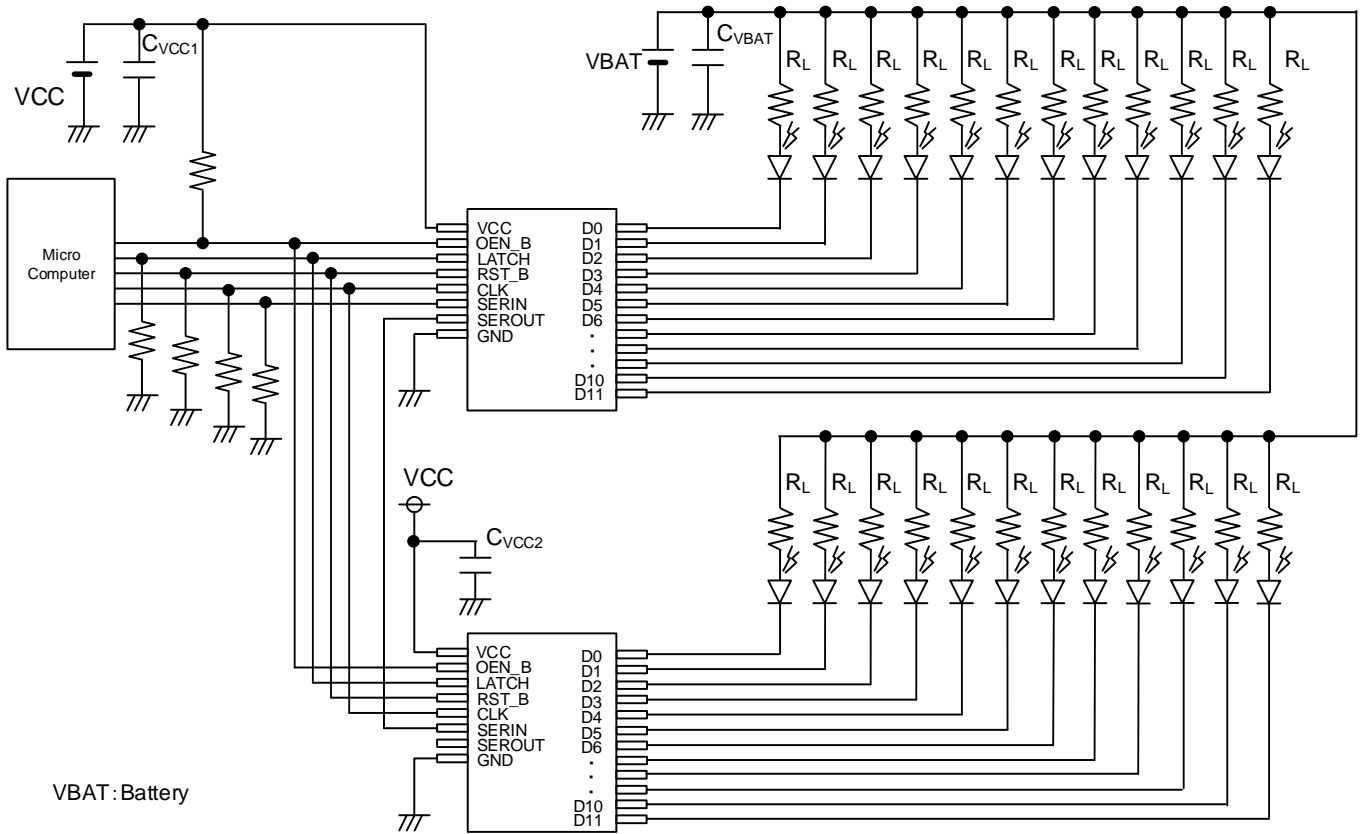 VCC
CVCC1
VBAT
CVBAT
RL RL RL RL RL RL RL RL RL RL RL RL
Micro
Computer
VCC
OEN_B
LATCH
RST_B
CLK
SERIN
SEROUT
GND
D0
D1
D2
D3
D4
D5
D6
.
.
.
D10
D11
VCC
CVCC2
RL RL RL RL RL RL RL RL RL RL RL RL
VCC
OEN_B
LATCH
RST_B
CLK
SERIN
SEROUT
GND
D0
D1
D2
D3
D4
D5
D6
.
.
.
D10
D11
VBAT:Battery